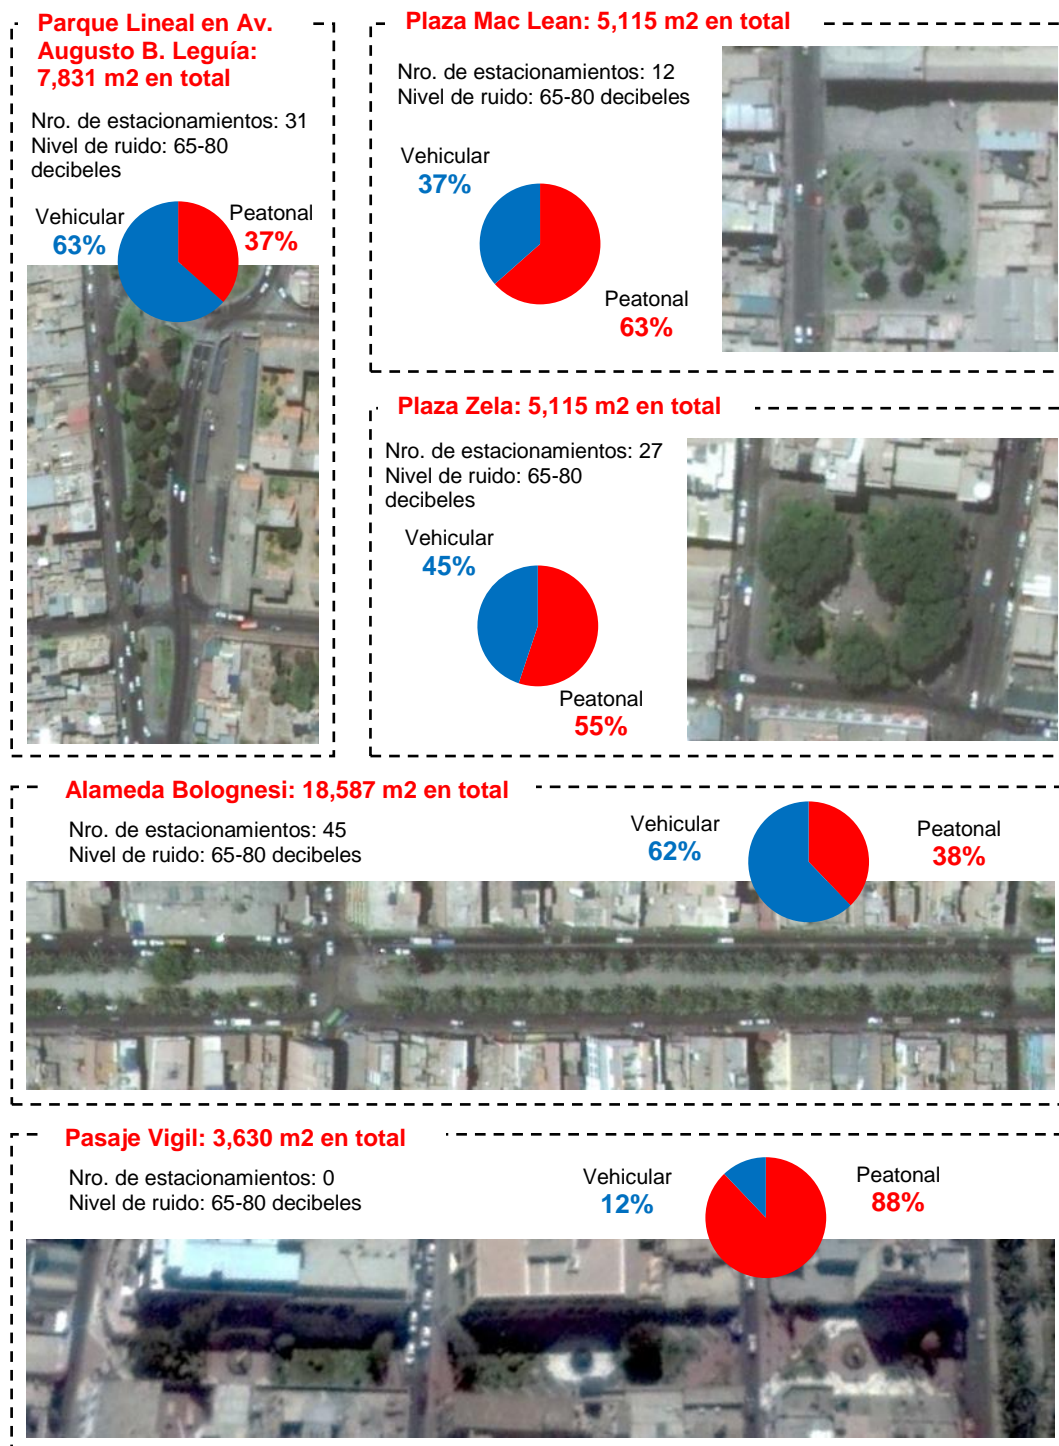 Parque Lineal en Av.
Augusto B. Leguía:
7,831 m2 en total
Nro. de estacionamientos: 31
Nivel de ruido: 65-80
decibeles
Vehicular
63%
Peatonal
37%
Plaza Mac Lean: 5,115 m2 en total
Nro. de estacionamientos: 12
Nivel de ruido: 65-80 decibeles
Vehicular
37%
Peatonal
63%
Plaza Zela: 5,115 m2 en total
Nro. de estacionamientos: 27
Nivel de ruido: 65-80
decibeles
Vehicular
45%
Peatonal
55%
Alameda Bolognesi: 18,587 m2 en total
Nro. de estacionamientos: 45
Nivel de ruido: 65-80 decibeles
Vehicular
62%
Peatonal
38%
Pasaje Vigil: 3,630 m2 en total
Nro. de estacionamientos: 0
Nivel de ruido: 65-80 decibeles
Vehicular
12%
Peatonal
88%